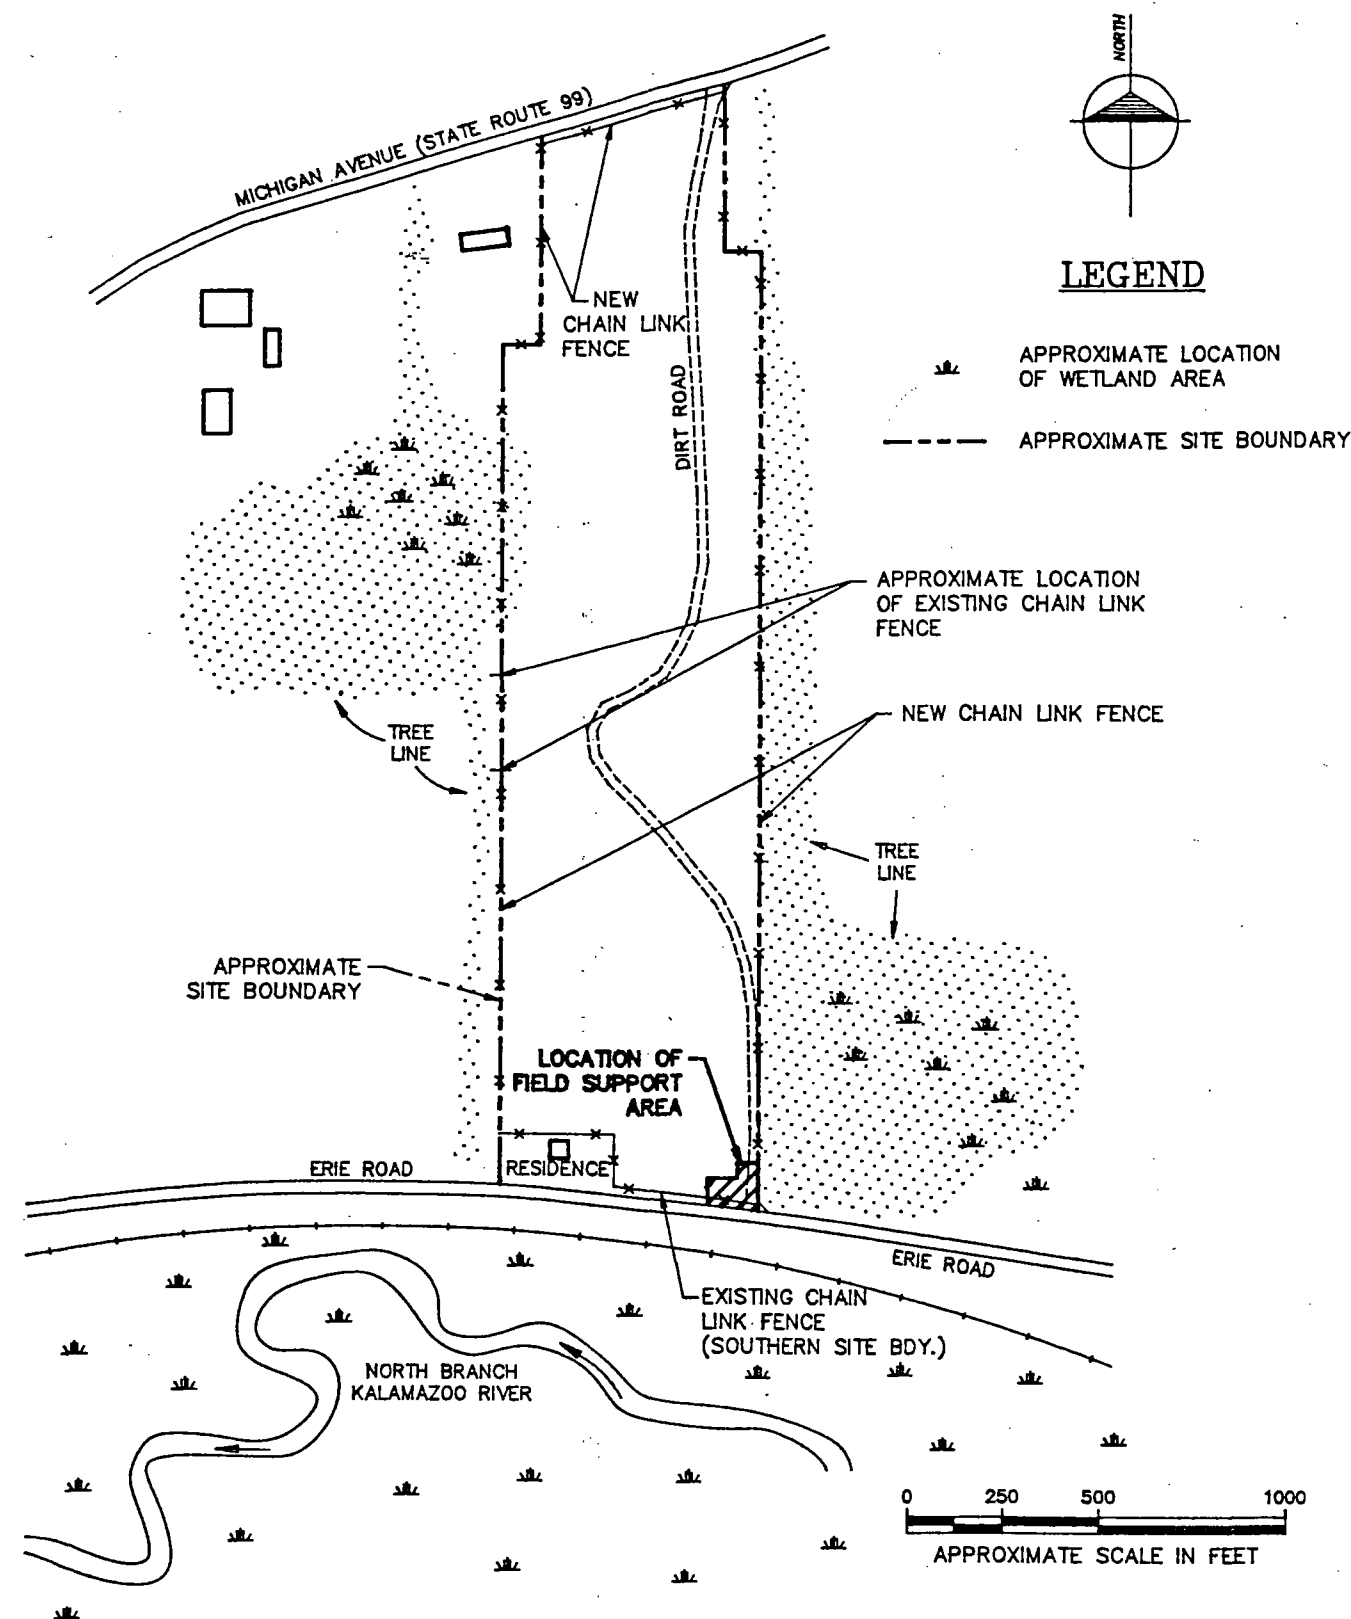 NORTH
MICHIGAN AVENUE (STATE ROUTE 99)
LEGEND
APPROXIMATE LOCATION
OF WETLAND AREA
APPROXIMATE SITE BOUNDARY
NEW
CHAIN LINK
FENCE
DIRT ROAD
APPROXIMATE LOCATION
OF EXISTING CHAIN LINK
FENCE
NEW CHAIN LINK FENCE
TREE
LINE
TREE
LINE
APPROXIMATE
SITE BOUNDARY
LOCATION OF
FIELD SUPPORT
AREA
ERIE ROAD
RESIDENCE
ERIE ROAD
EXISTING CHAIN
LINK FENCE
(SOUTHERN SITE BDY.)
NORTH BRANCH
KALAMAZOO RIVER
0 250 500 1000
APPROXIMATE SCALE IN FEET